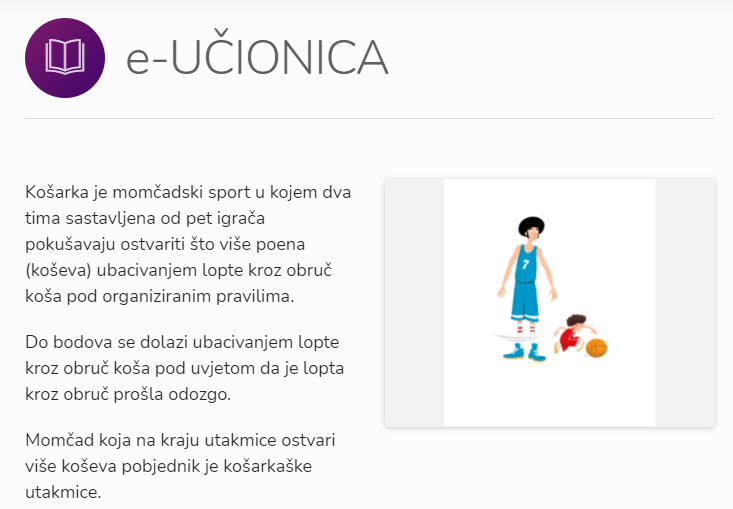 e-UČIONICA
Košarka je momčadski sport u kojem dva
tima sastavljena od pet igrača
pokušavaju ostvariti što više poena
(koševa) ubacivanjem lopte kroz obruč
koša pod organiziranim pravilima.
Do bodova se dolazi ubacivanjem lopte
kroz obruč koša pod uvjetom da je lopta
kroz obruč prošla odozgo.
Momčad koja na kraju utakmice ostvari
više koševa pobjednik je košarkaške
utakmice.
7